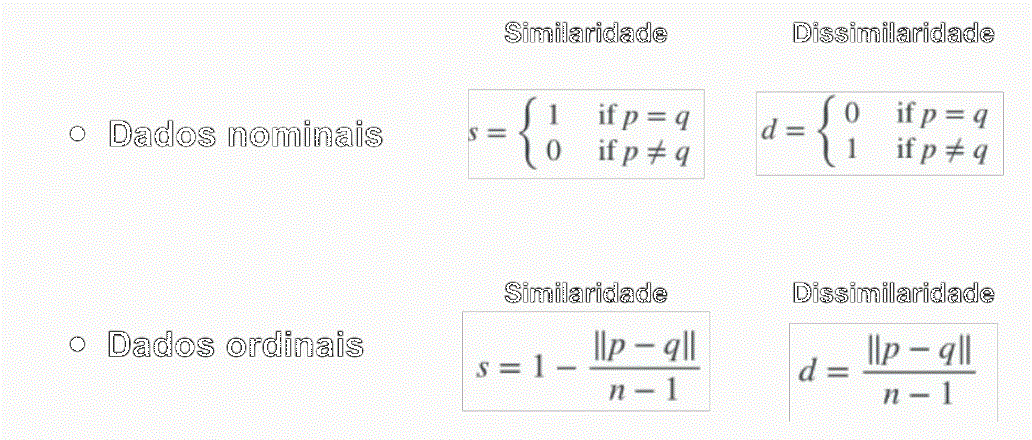 Similaridade Dissimilaridade
○ Dados nominais s = { 1 if p = q d = { 0 if p = q
0 if p ≠ q 1 if p ≠ q
Similaridade Dissimilaridade
○ Dados ordinais s = 1 − ‖p − q‖ / n − 1 d = ‖p − q‖ / n − 1